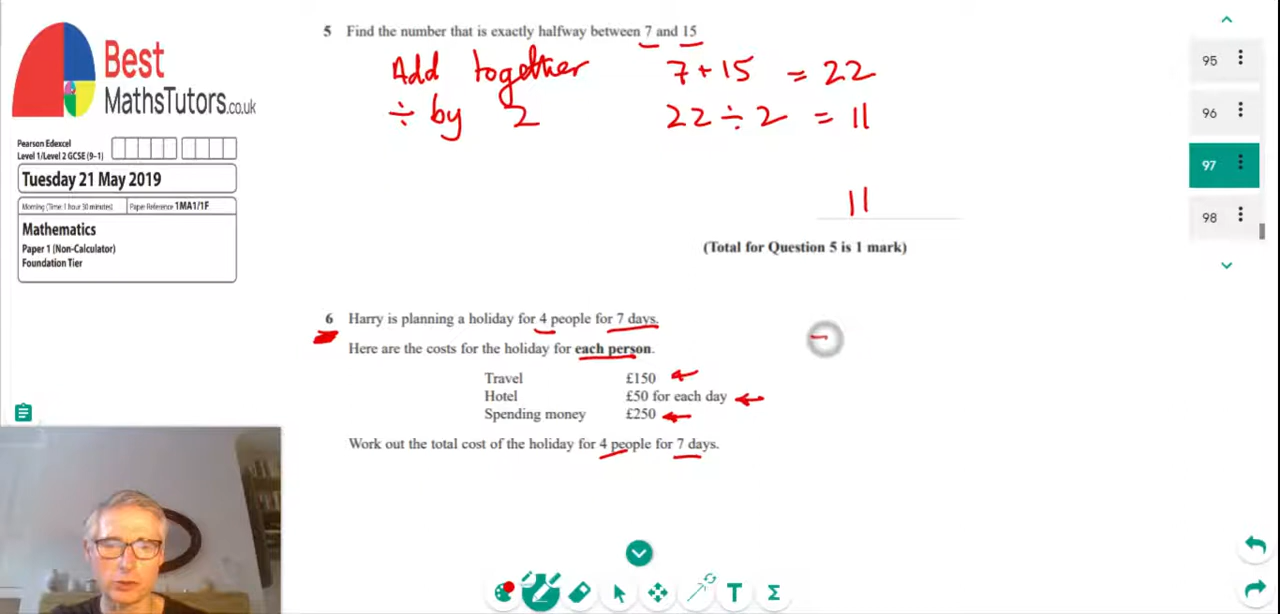 Best
MathsTutors.co.uk
Pearson Edexcel
Level 1/Level 2 GCSE (9–1)
Tuesday 21 May 2019
Morning (Time: 1 hour 30 minutes) Paper Reference 1MA1/1F
Mathematics
Paper 1 (Non-Calculator)
Foundation Tier
5 Find the number that is exactly halfway between 7 and 15
Add together 7 + 15 = 22
÷ by 2 22 ÷ 2 = 11
11
(Total for Question 5 is 1 mark)
6 Harry is planning a holiday for 4 people for 7 days.
Here are the costs for the holiday for each person.
Travel £150
Hotel £50 for each day
Spending money £250
Work out the total cost of the holiday for 4 people for 7 days.
95
96
97
98
T Σ